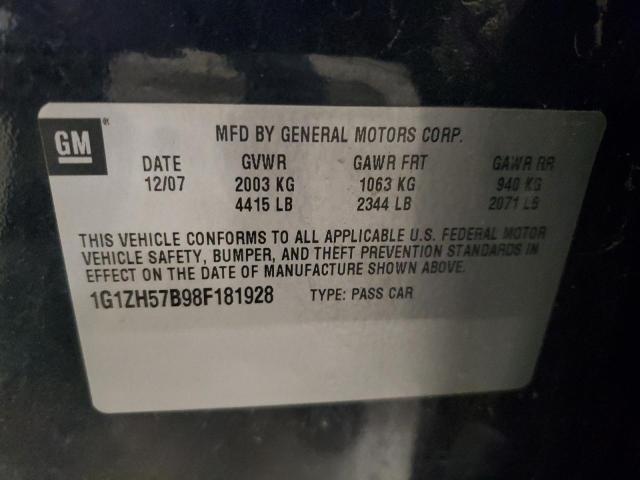 GM ®
MFD BY GENERAL MOTORS CORP.
DATE GVWR GAWR FRT GAWR RR
12/07 2003 KG 1063 KG 940 KG
4415 LB 2344 LB 2071 LB
THIS VEHICLE CONFORMS TO ALL APPLICABLE U.S. FEDERAL MOTOR
VEHICLE SAFETY, BUMPER, AND THEFT PREVENTION STANDARDS IN
EFFECT ON THE DATE OF MANUFACTURE SHOWN ABOVE.
1G1ZH57B98F181928 TYPE: PASS CAR